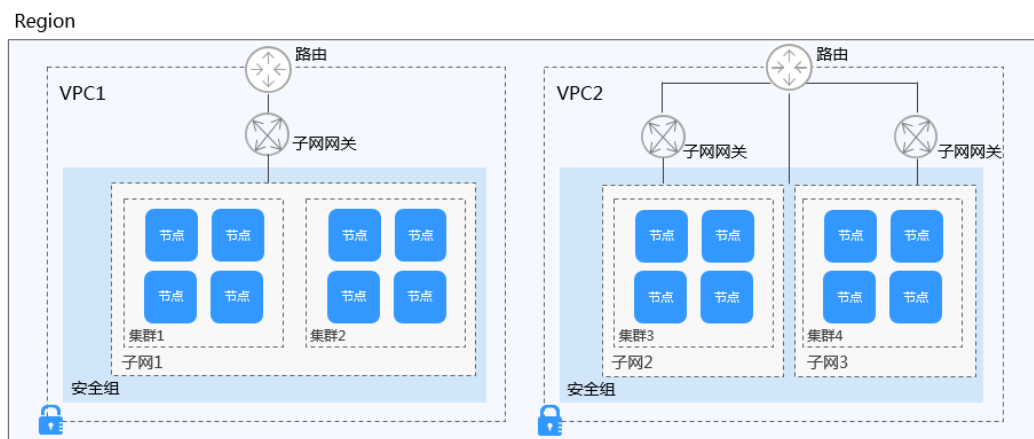 Region
路由
VPC1
子网网关
节点
节点
节点
节点
节点
节点
节点
节点
集群1
集群2
子网1
安全组
路由
VPC2
子网网关
子网网关
节点
节点
节点
节点
节点
节点
节点
节点
集群3
集群4
子网2
子网3
安全组